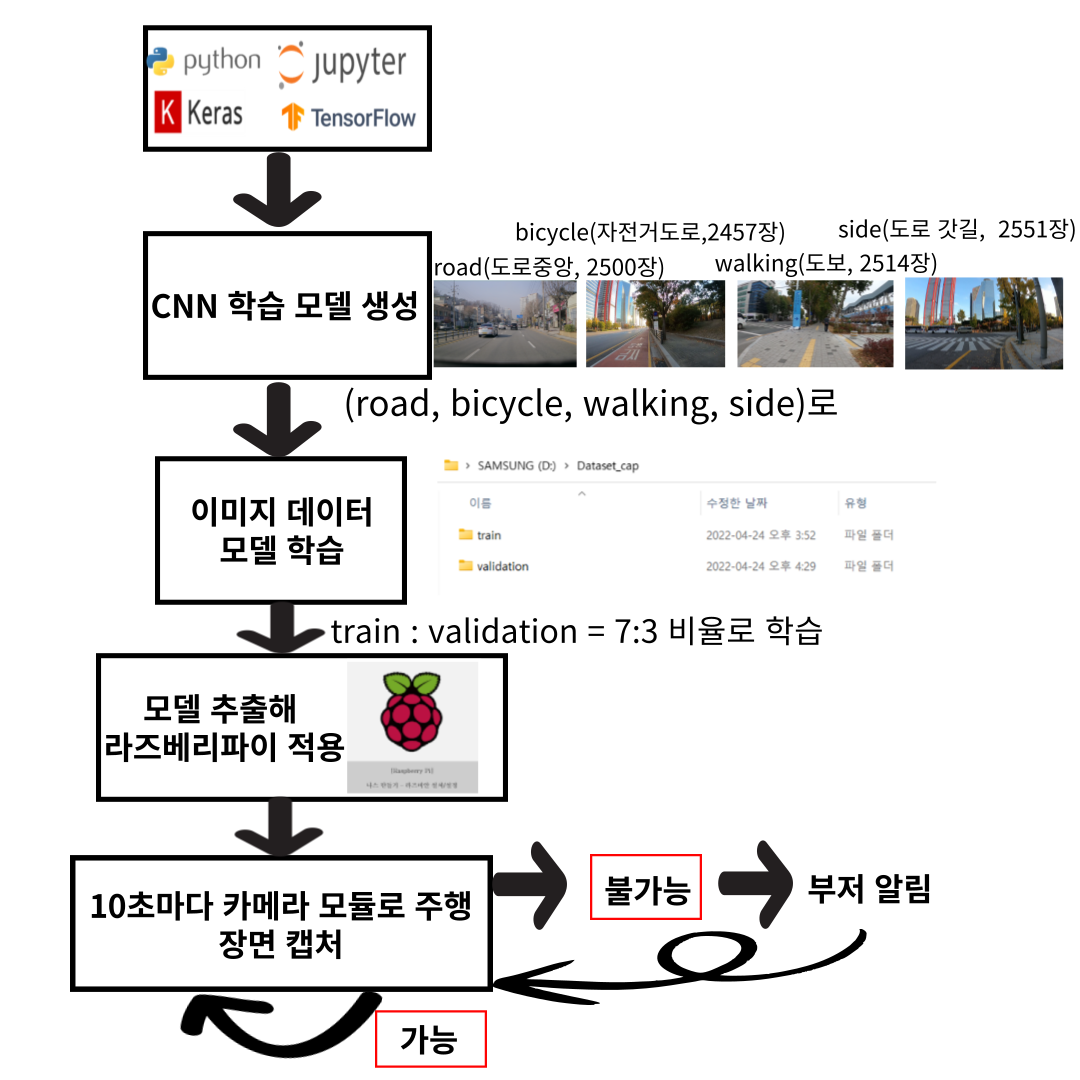 python
jupyter
Keras
TensorFlow
bicycle(자전거도로,2457장)
side(도로 갓길, 2551장)
road(도로중앙, 2500장)
walking(도보, 2514장)
CNN 학습 모델 생성
(road, bicycle, walking, side)로
SAMSUNG (D:) > Dataset_cap
이름 수정한 날짜 유형
train 2022-04-24 오후 3:52 파일 폴더
validation 2022-04-24 오후 4:29 파일 폴더
이미지 데이터
모델 학습
train : validation = 7:3 비율로 학습
모델 추출해
라즈베리파이 적용
[Raspberry Pi]
10초마다 카메라 모듈로 주행
장면 캡처
불가능
부저 알림
가능